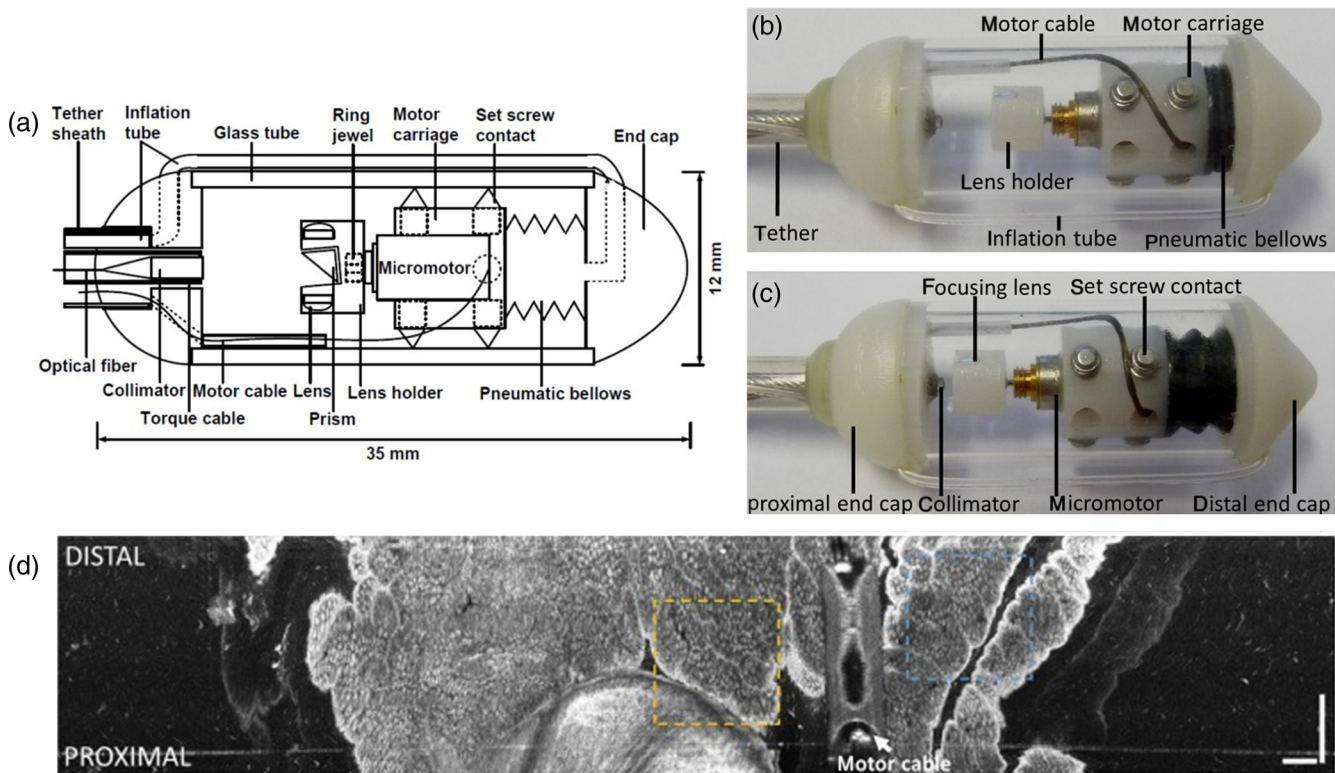 (a)
Tether
sheath
Inflation
tube
Glass tube
Ring
jewel
Motor
carriage
Set screw
contact
End cap
Micromotor
12 mm
Optical fiber
Collimator
Motor cable
Lens
Lens holder
Pneumatic bellows
Torque cable
Prism
35 mm
(b)
Motor cable
Motor carriage
Lens holder
Tether
Inflation tube
Pneumatic bellows
(c)
Focusing lens
Set screw contact
proximal end cap
Collimator
Micromotor
Distal end cap
(d)
DISTAL
PROXIMAL
Motor cable